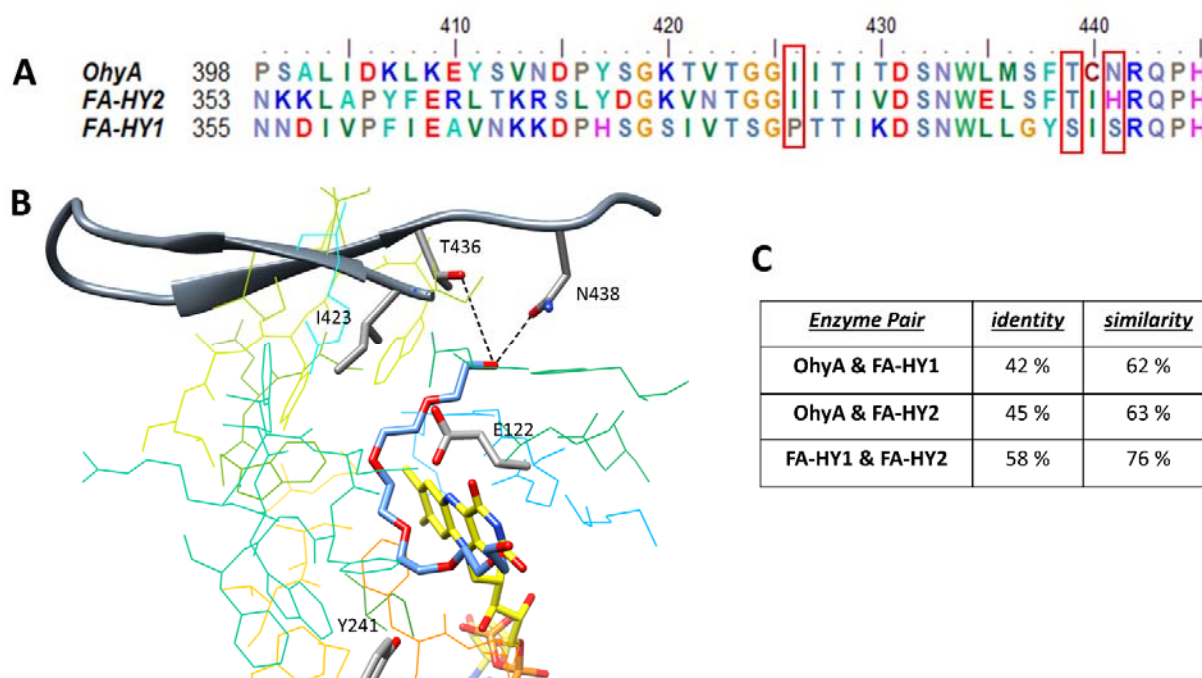 410 420 430 440
A
OhyA 398 PSALIDKLKEYSVNDPYSGKTVTGGIITITDSNWLMSFTCNRQPH
FA-HY2 353 NKKLAPYFERLTKRSLYDGKVNTGGIITIVDSNWELSFTIHRQPH
FA-HY1 355 NNDIVPFIEAVNKKDPHSGSIVTSGPTTIKDSNWLLGYSISRQPH
B
T436
N438
I423
E122
Y241
C
Enzyme Pair identity similarity
OhyA & FA-HY1 42 % 62 %
OhyA & FA-HY2 45 % 63 %
FA-HY1 & FA-HY2 58 % 76 %